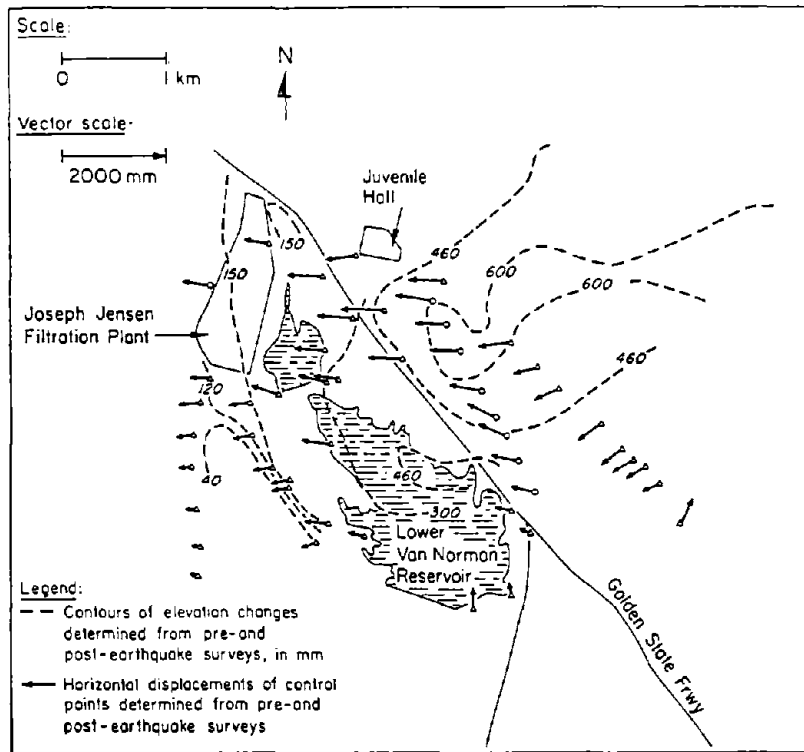 Scale:
0 1 km
N
Vector scale-
2000 mm
Juvenile
Hall
150
460
600
150
600
Joseph Jensen
Filtration Plant
460
120
40
460
300
Lower
Van Norman
Reservoir
Golden State Frwy
Legend:
Contours of elevation changes
determined from pre-and
post-earthquake surveys, in mm
Horizontal displacements of control
points determined from pre-and
post-earthquake surveys